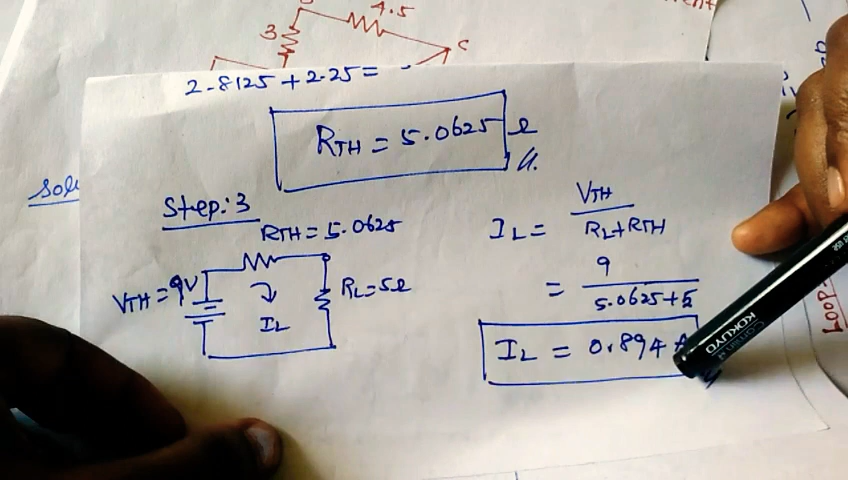 4.5
3
C
2.8125 + 2.25 =
RTH = 5.0625 Ω
Step:3
RTH = 5.0625
VTH = 9V
IL
RL = 5Ω
IL = VTH / RL + RTH
= 9 / 5.0625 + 5
IL = 0.894 A
KOKUYO